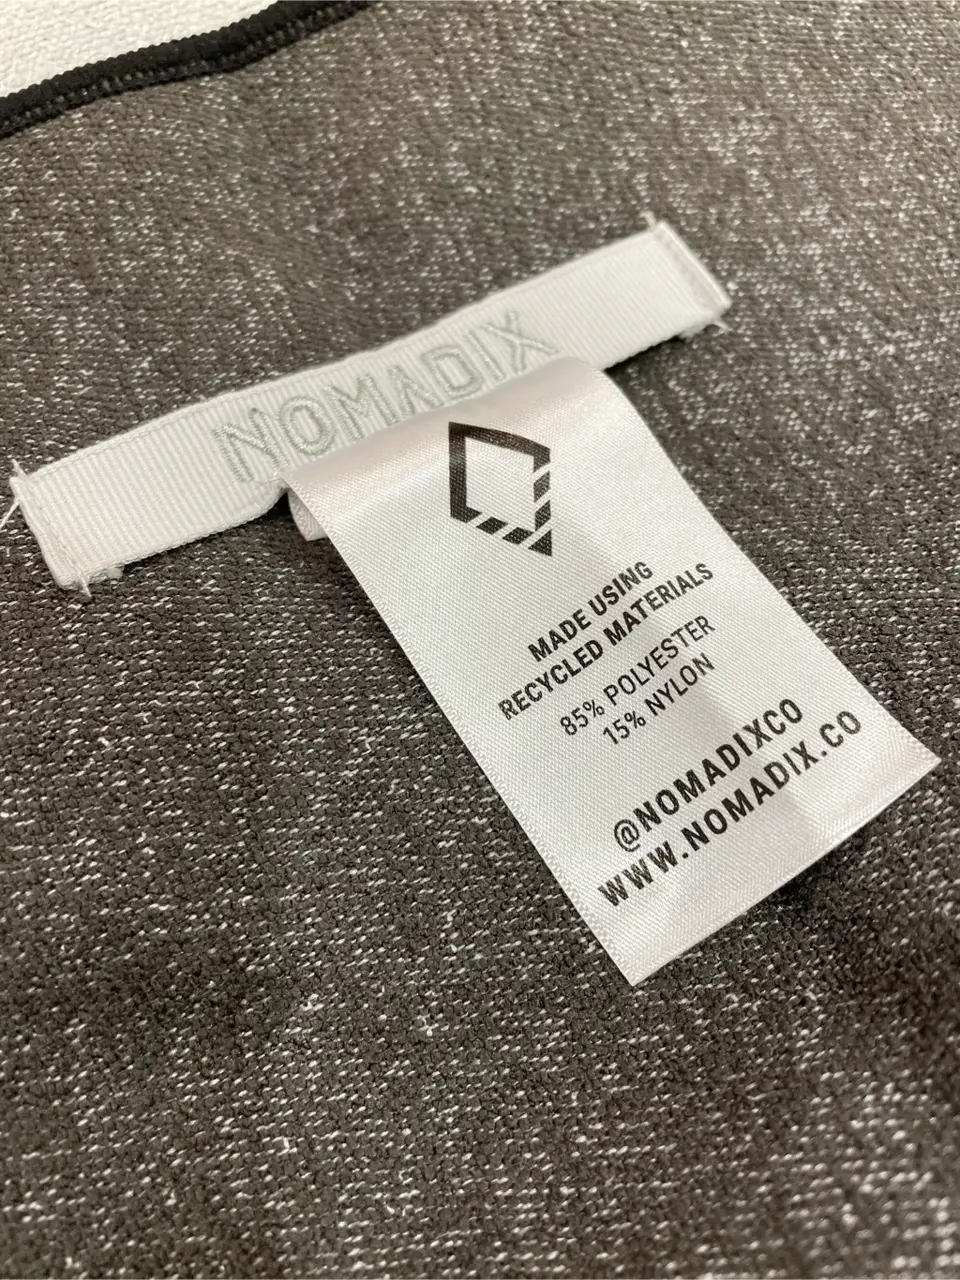 NOMADIX
MADE USING
RECYCLED MATERIALS
85% POLYESTER
15% NYLON
@NOMADIXCO
WWW.NOMADIX.CO